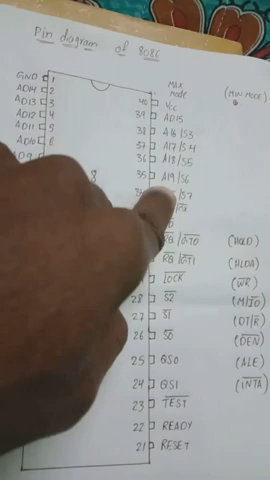 Pin diagram of 8086
MAX
Mode
(MIN MODE)
GND 1
AD14 2
AD13 3
AD12 4
AD11 5
AD10 6
AD9
8
40 Vcc
39 AD15
38 A16/S3
37 A17/S4
36 A18/S5
35 A19/S6
/S7
RQ/GT0 (HOLD)
RQ/GT1 (HLDA)
LOCK (WR)
28 S2 (M/IO)
27 S1 (DT/R)
26 S0 (DEN)
25 QS0 (ALE)
24 QS1 (INTA)
23 TEST
22 READY
21 RESET